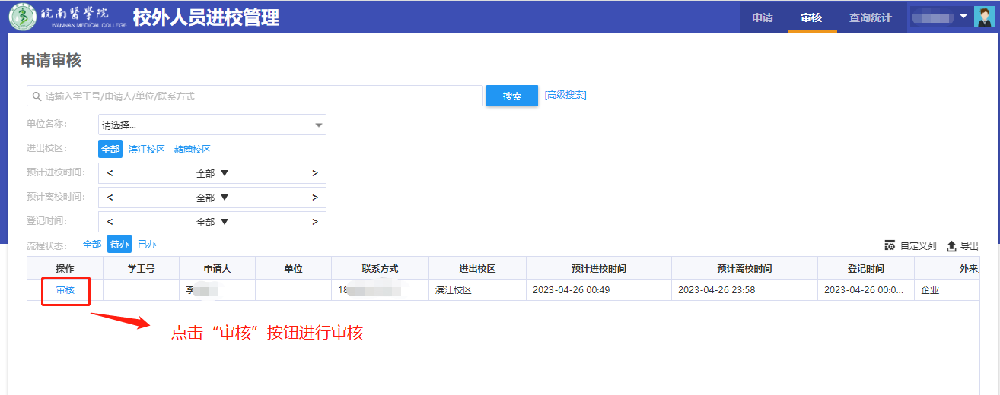 皖南醫學院
WANNAN MEDICAL COLLEGE
校外人员进校管理
申请 审核 查询统计
申请审核
请输入学工号/申请人/单位/联系方式 搜索 [高级搜索]
单位名称: 请选择...
进出校区: 全部 滨江校区 赭麓校区
预计进校时间: < 全部 ▼ >
预计离校时间: < 全部 ▼ >
登记时间: < 全部 ▼ >
流程状态: 全部 待办 已办 自定义列 导出
操作 学工号 申请人 单位 联系方式 进出校区 预计进校时间 预计离校时间 登记时间 外来
审核 李 18 滨江校区 2023-04-26 00:49 2023-04-26 23:58 2023-04-26 00:0... 企业
点击“审核”按钮进行审核